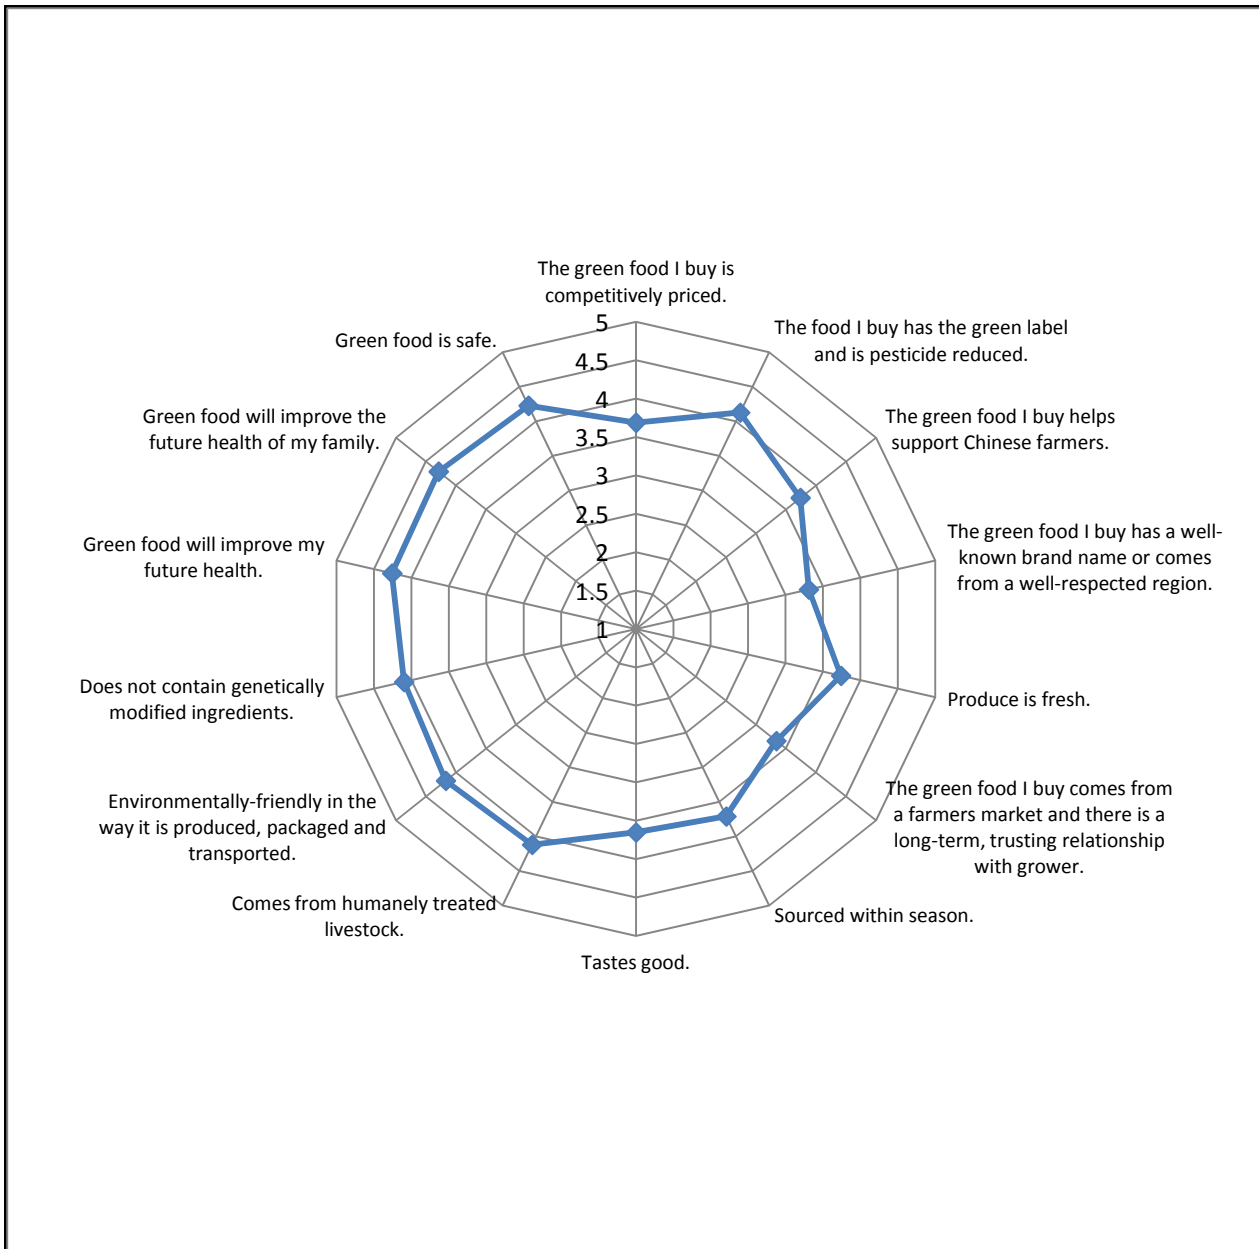 The green food I buy is
competitively priced.
The food I buy has the green label
and is pesticide reduced.
The green food I buy helps
support Chinese farmers.
The green food I buy has a well-
known brand name or comes
from a well-respected region.
Produce is fresh.
The green food I buy comes from
a farmers market and there is a
long-term, trusting relationship
with grower.
Sourced within season.
Tastes good.
Comes from humanely treated
livestock.
Environmentally-friendly in the
way it is produced, packaged and
transported.
Does not contain genetically
modified ingredients.
Green food will improve my
future health.
Green food will improve the
future health of my family.
Green food is safe.
5
4.5
4
3.5
3
2.5
2
1.5
1